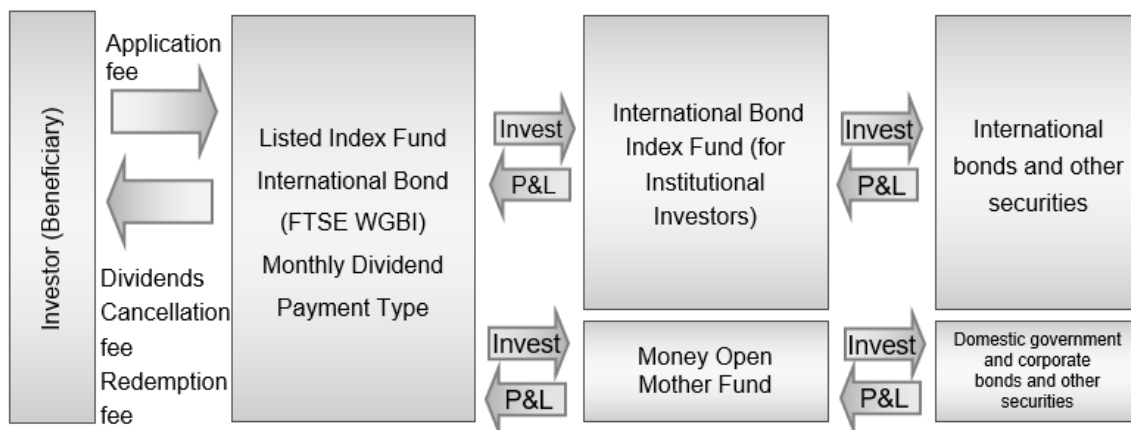 Investor (Beneficiary)
Application
fee
Dividends
Cancellation
fee
Redemption
fee
Listed Index Fund
International Bond
(FTSE WGBI)
Monthly Dividend
Payment Type
Invest
P&L
International Bond
Index Fund (for
Institutional
Investors)
Invest
P&L
International
bonds and other
securities
Invest
P&L
Money Open
Mother Fund
Invest
P&L
Domestic government
and corporate
bonds and other
securities